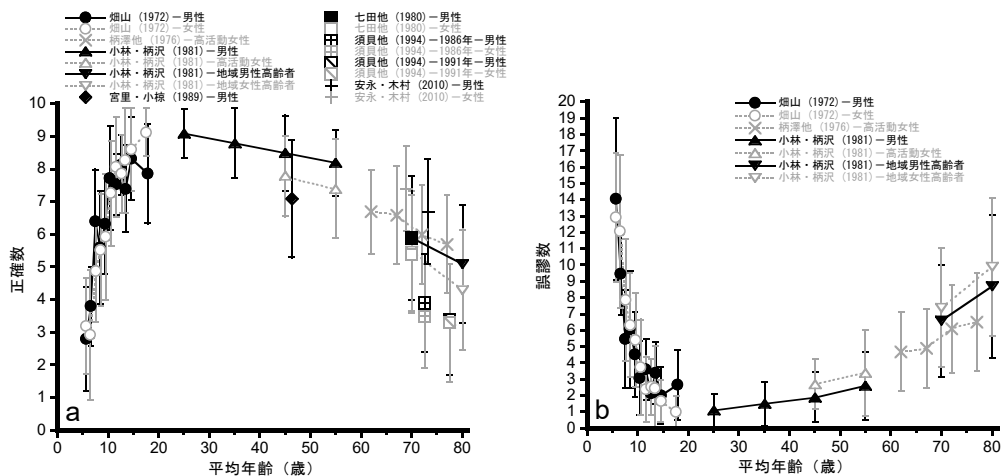 畑山 (1972)－男性
畑山 (1972)－女性
柄澤他 (1976)－高活動女性
小林・柄沢 (1981)－男性
小林・柄沢 (1981)－高活動女性
小林・柄沢 (1981)－地域男性高齢者
小林・柄沢 (1981)－地域女性高齢者
宮里・小椋 (1989)－男性
七田他 (1980)－男性
七田他 (1980)－女性
須貝他 (1994)－1986年－男性
須貝他 (1994)－1986年－女性
須貝他 (1994)－1991年－男性
須貝他 (1994)－1991年－女性
安永・木村 (2010)－男性
安永・木村 (2010)－女性
10
9
8
7
6
5
4
3
2
1
0
正確数
a
0 10 20 30 40 50 60 70 80
平均年齢（歳）
畑山 (1972)－男性
畑山 (1972)－女性
柄澤他 (1976)－高活動女性
小林・柄沢 (1981)－男性
小林・柄沢 (1981)－高活動女性
小林・柄沢 (1981)－地域男性高齢者
小林・柄沢 (1981)－地域女性高齢者
20
19
18
17
16
15
14
13
12
11
10
9
8
7
6
5
4
3
2
1
0
誤謬数
b
0 10 20 30 40 50 60 70 80
平均年齢（歳）